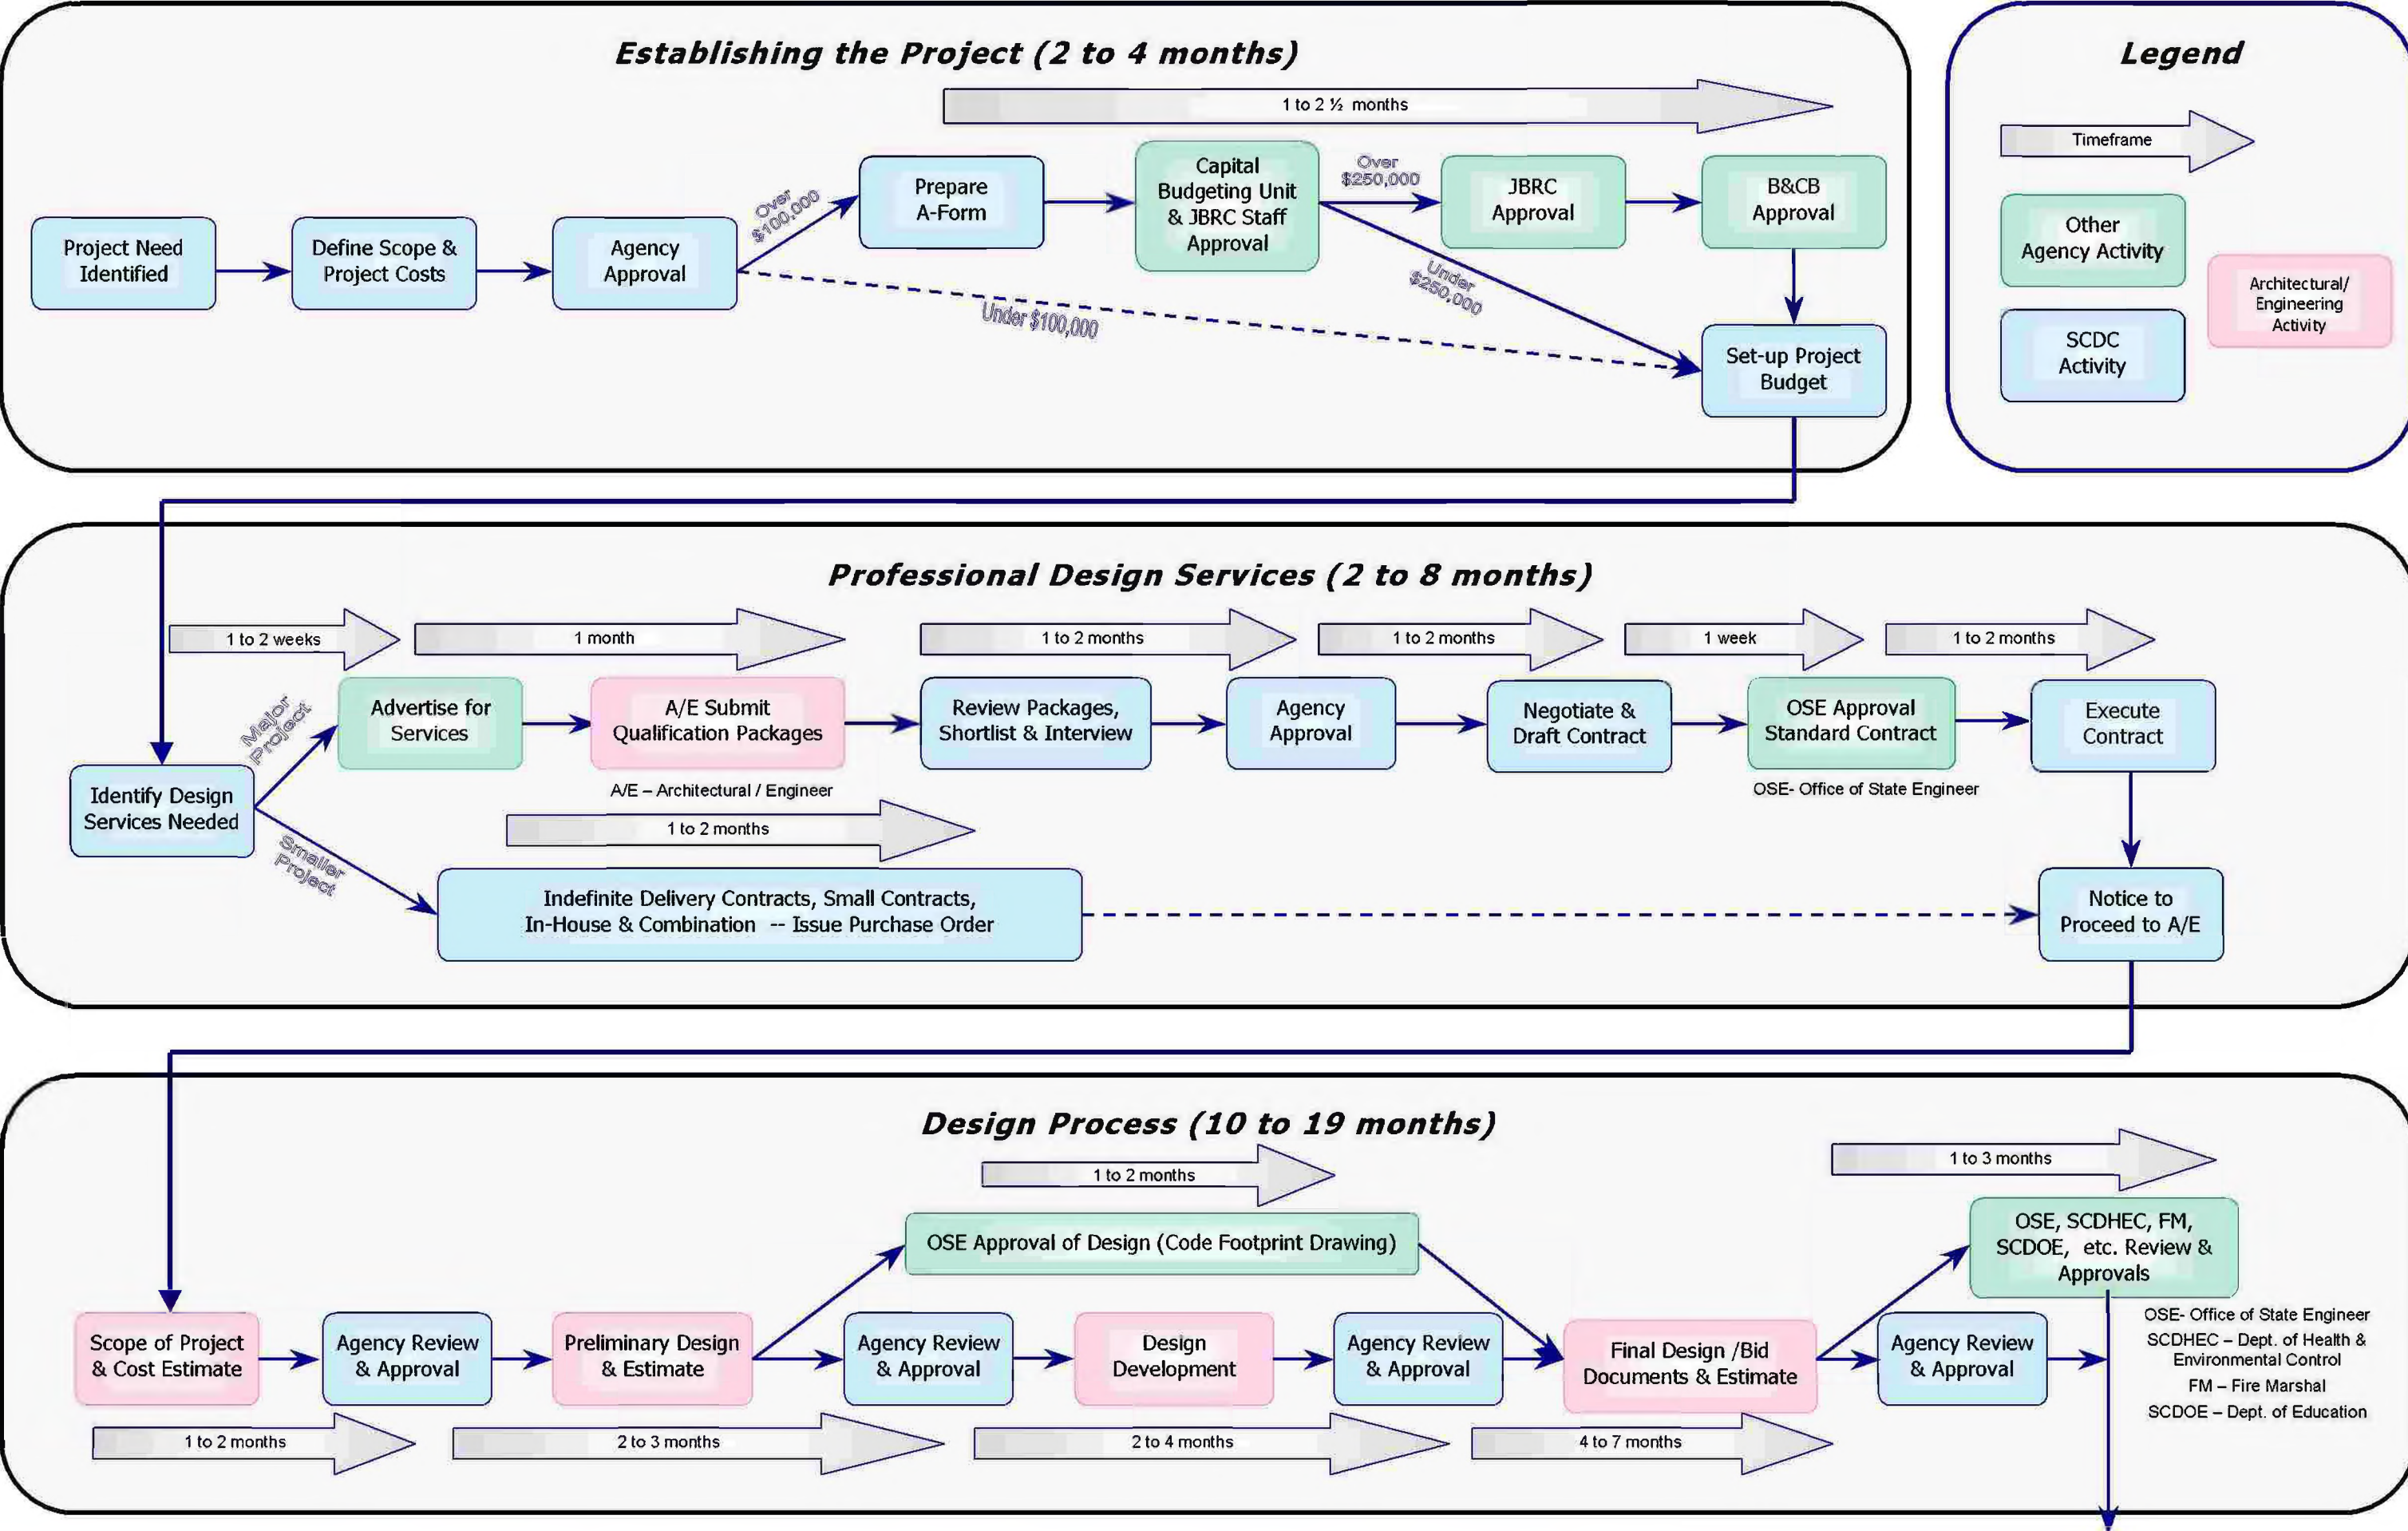 Establishing the Project (2 to 4 months)
1 to 2 ½ months
Project Need
Identified
Define Scope &
Project Costs
Agency
Approval
Over
$100,000
Under $100,000
Prepare
A-Form
Capital
Budgeting Unit
& JBRC Staff
Approval
Over
$250,000
Under
$250,000
JBRC
Approval
B&CB
Approval
Set-up Project
Budget
Legend
Timeframe
Other
Agency Activity
Architectural/
Engineering
Activity
SCDC
Activity
Professional Design Services (2 to 8 months)
1 to 2 weeks
1 month
1 to 2 months
1 to 2 months
1 week
1 to 2 months
Identify Design
Services Needed
Major
Project
Smaller
Project
Advertise for
Services
A/E Submit
Qualification Packages
A/E – Architectural / Engineer
Review Packages,
Shortlist & Interview
Agency
Approval
Negotiate &
Draft Contract
OSE Approval
Standard Contract
OSE- Office of State Engineer
Execute
Contract
1 to 2 months
Indefinite Delivery Contracts, Small Contracts,
In-House & Combination -- Issue Purchase Order
Notice to
Proceed to A/E
Design Process (10 to 19 months)
1 to 2 months
1 to 3 months
OSE Approval of Design (Code Footprint Drawing)
OSE, SCDHEC, FM,
SCDOE, etc. Review &
Approvals
Scope of Project
& Cost Estimate
Agency Review
& Approval
Preliminary Design
& Estimate
Agency Review
& Approval
Design
Development
Agency Review
& Approval
Final Design /Bid
Documents & Estimate
Agency Review
& Approval
OSE- Office of State Engineer
SCDHEC – Dept. of Health &
Environmental Control
FM – Fire Marshal
SCDOE – Dept. of Education
1 to 2 months
2 to 3 months
2 to 4 months
4 to 7 months